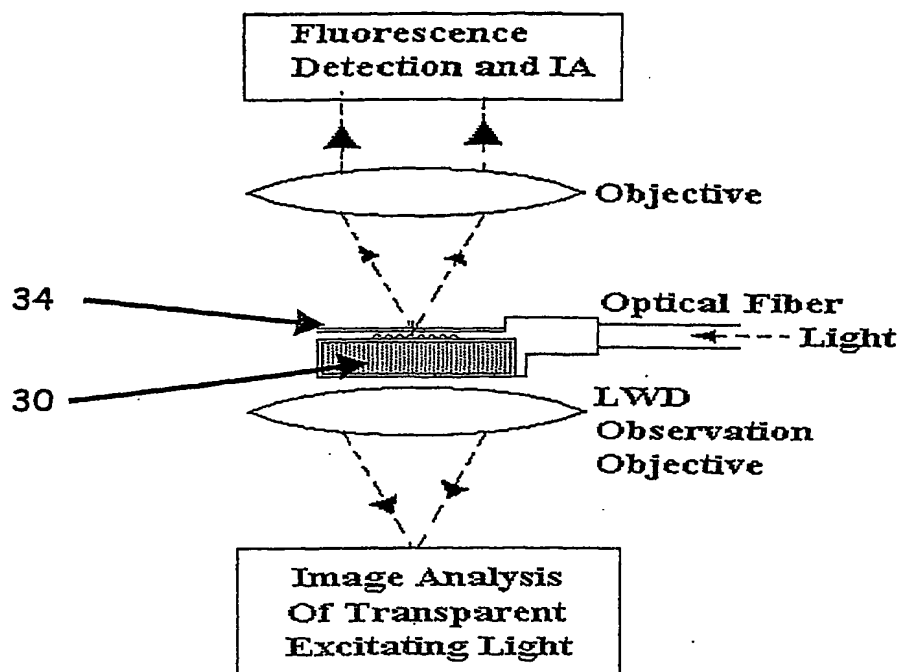 Fluorescence
Detection and IA
Objective
34
Optical Fiber
Light
30
LWD
Observation
Objective
Image Analysis
Of Transparent
Excitating Light